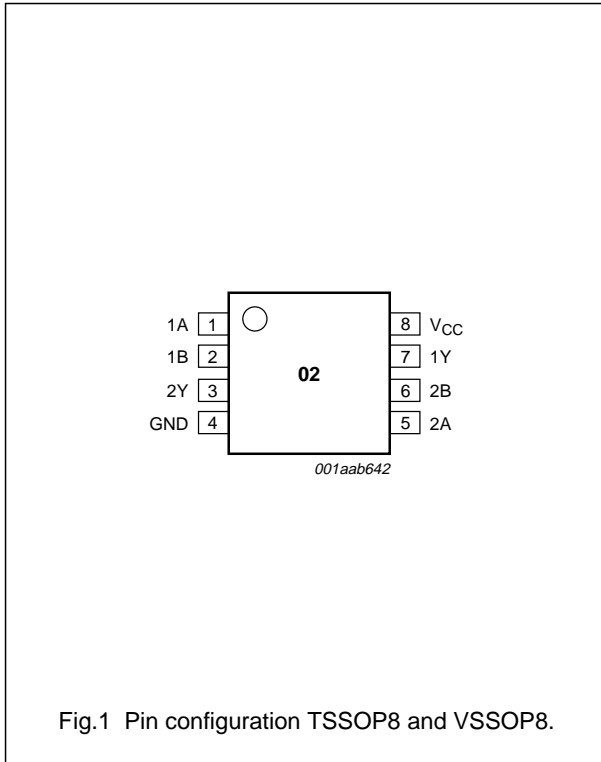 1A 1 8 VCC
1B 2 7 1Y
02
2Y 3 6 2B
GND 4 5 2A
001aab642
Fig.1 Pin configuration TSSOP8 and VSSOP8.